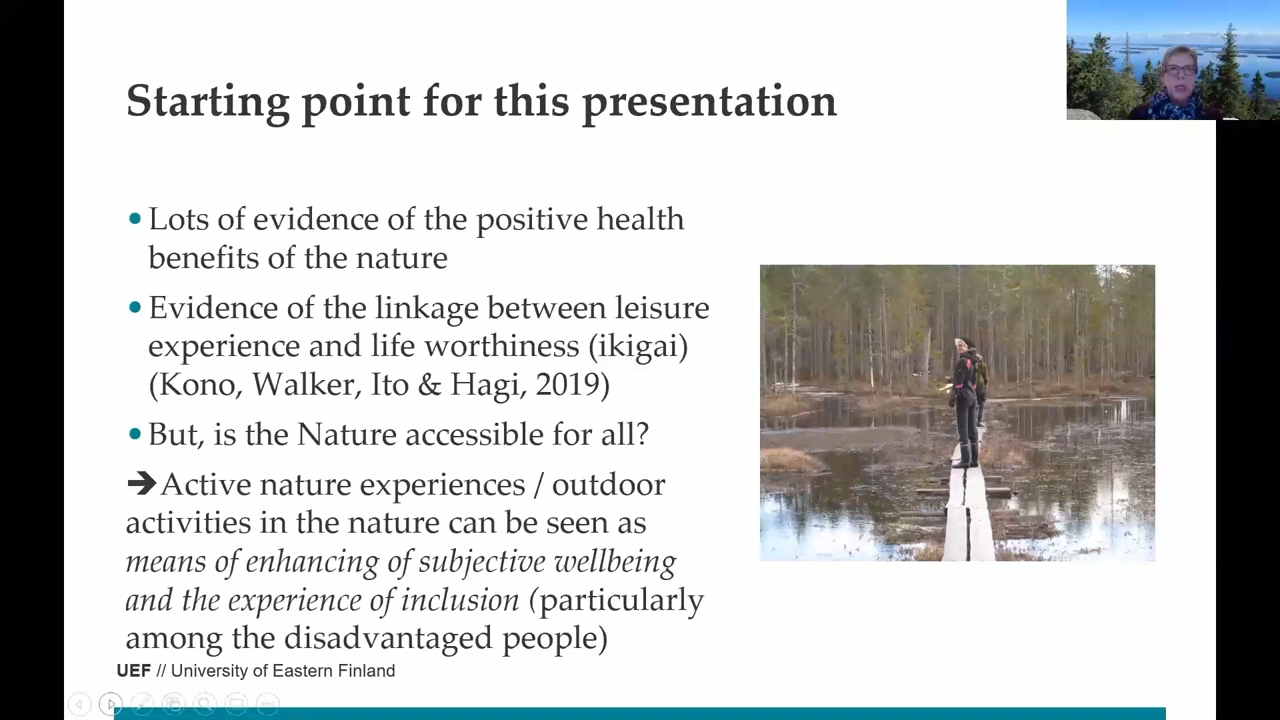 Starting point for this presentation
•Lots of evidence of the positive health
benefits of the nature
•Evidence of the linkage between leisure
experience and life worthiness (ikigai)
(Kono, Walker, Ito & Hagi, 2019)
•But, is the Nature accessible for all?
➔Active nature experiences / outdoor
activities in the nature can be seen as
means of enhancing of subjective wellbeing
and the experience of inclusion (particularly
among the disadvantaged people)
UEF // University of Eastern Finland